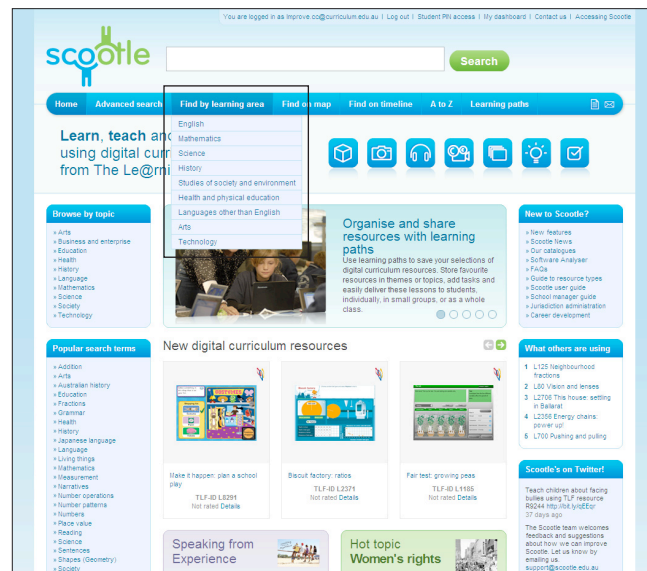 You are logged in as improve.cc@curriculum.edu.au | Log out | Student PIN access | My dashboard | Contact us | Accessing Scootle
scootle
Search
Home Advanced search Find by learning area Find on map Find on timeline A to Z Learning paths
English
Mathematics
Science
History
Studies of society and environment
Health and physical education
Languages other than English
Arts
Technology
Learn, teach and
using digital curr
from The Le@rni
Browse by topic
» Arts
» Business and enterprise
» Education
» Health
» History
» Language
» Mathematics
» Science
» Society
» Technology
Organise and share
resources with learning
paths
Use learning paths to save your selections of
digital curriculum resources. Store favourite
resources in themes or topics, add tasks and
easily deliver these lessons to students,
individually, in small groups, or as a whole
class.
New to Scootle?
» New features
» Scootle News
» Our catalogues
» Software Analyser
» FAQs
» Guide to resource types
» Scootle user guide
» School manager guide
» Jurisdiction administration
» Career development
Popular search terms
» Addition
» Arts
» Australian history
» Education
» Fractions
» Grammar
» Health
» History
» Japanese language
» Language
» Living things
» Mathematics
» Measurement
» Narratives
» Number operations
» Number patterns
» Numbers
» Place value
» Reading
» Science
» Sentences
» Shapes (Geometry)
» Society
New digital curriculum resources
Make it happen: plan a school
play
TLF-ID L8291
Not rated Details
Biscuit factory: ratios
TLF-ID L2371
Not rated Details
Fair test: growing peas
TLF-ID L1185
Not rated Details
Speaking from
Experience
Hot topic
Women's rights
What others are using
1 L125 Neighbourhood
fractions
2 L80 Vision and lenses
3 L2706 This house: settling
in Ballarat
4 L2356 Energy chains:
power up!
5 L700 Pushing and pulling
Scootle's on Twitter!
Teach children about facing
bullies using TLF resource
R9244 http://bit.ly/qEEqr
37 days ago
The Scootle team welcomes
feedback and suggestions
about how we can improve
Scootle. Let us know by
emailing us.
support@scootle.edu.au